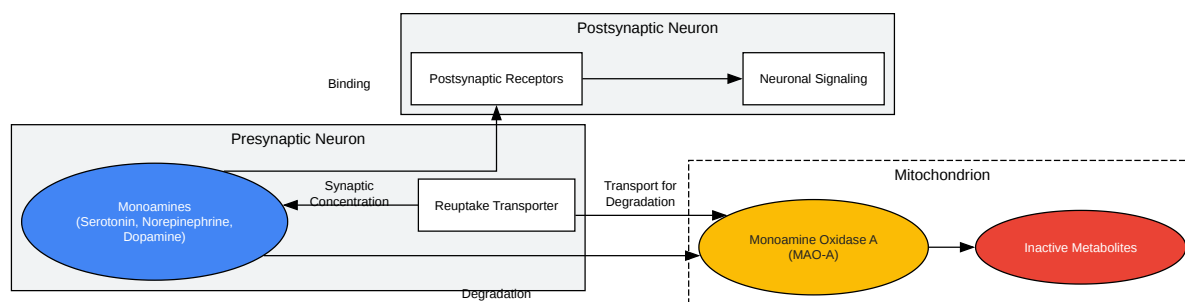 Postsynaptic Neuron
Postsynaptic Receptors
Neuronal Signaling
Binding
Presynaptic Neuron
Monoamines
(Serotonin, Norepinephrine,
Dopamine)
Synaptic
Concentration
Reuptake Transporter
Transport for
Degradation
Degradation
Mitochondrion
Monoamine Oxidase A
(MAO-A)
Inactive Metabolites